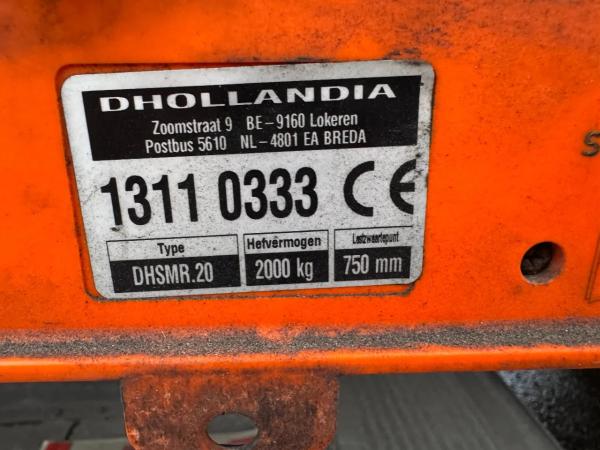 DHOLLANDIA
Zoomstraat 9 BE-9160 Lokeren
Postbus 5610 NL-4801 EA BREDA
1311 0333 CE
Type Hefvermogen Lastzwaartepunt
DHSMR.20 2000 kg 750 mm
S